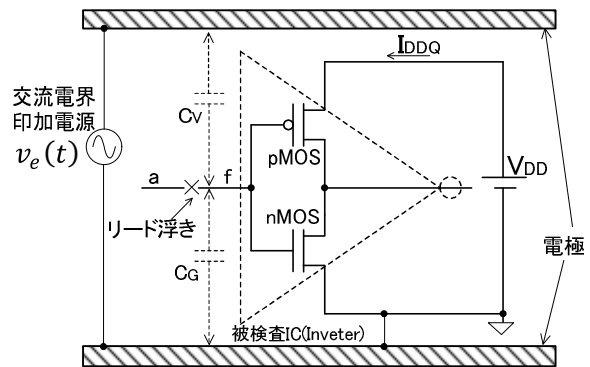 IDDQ
交流電界
印加電源
ve(t)
CV
pMOS
VDD
a
f
リード浮き
nMOS
電極
CG
被検査IC(Inveter)